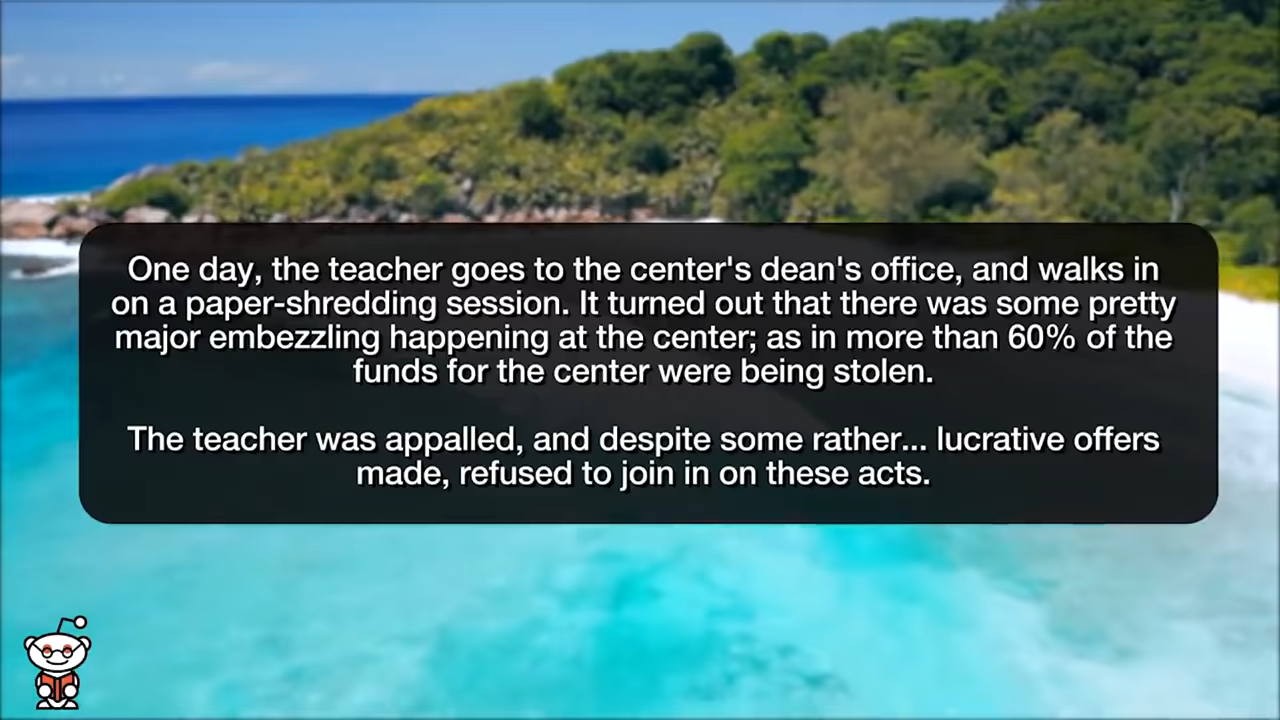 One day, the teacher goes to the center's dean's office, and walks in
on a paper-shredding session. It turned out that there was some pretty
major embezzling happening at the center; as in more than 60% of the
funds for the center were being stolen.
The teacher was appalled, and despite some rather... lucrative offers
made, refused to join in on these acts.